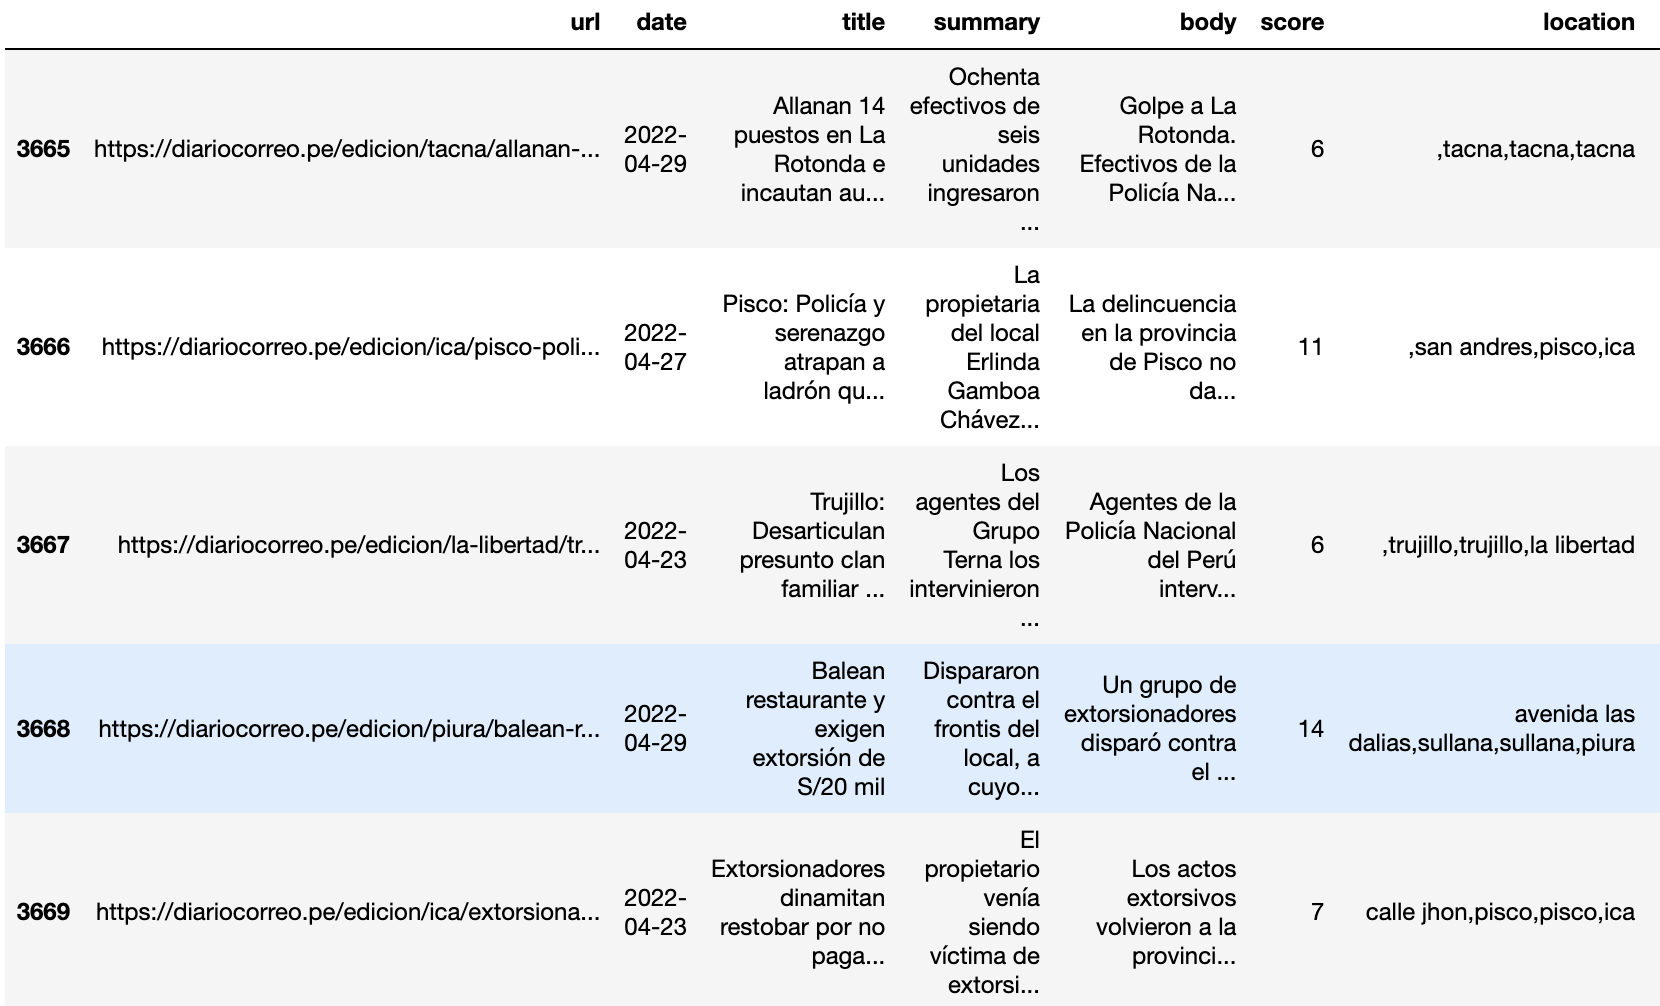 url date title summary body score location
3665 https://diariocorreo.pe/edicion/tacna/allanan-...
2022-
04-29
Allanan 14
puestos en La
Rotonda e
incautan au...
Ochenta
efectivos de
seis
unidades
ingresaron
...
Golpe a La
Rotonda.
Efectivos de la
Policía Na...
6
,tacna,tacna,tacna
3666 https://diariocorreo.pe/edicion/ica/pisco-poli...
2022-
04-27
Pisco: Policía y
serenazgo
atrapan a
ladrón qu...
La
propietaria
del local
Erlinda
Gamboa
Chávez...
La delincuencia
en la provincia
de Pisco no
da...
11
,san andres,pisco,ica
3667 https://diariocorreo.pe/edicion/la-libertad/tr...
2022-
04-23
Trujillo:
Desarticulan
presunto clan
familiar ...
Los
agentes del
Grupo
Terna los
intervinieron
...
Agentes de la
Policía Nacional
del Perú
interv...
6
,trujillo,trujillo,la libertad
3668 https://diariocorreo.pe/edicion/piura/balean-r...
2022-
04-29
Balean
restaurante y
exigen
extorsión de
S/20 mil
Dispararon
contra el
frontis del
local, a
cuyo...
Un grupo de
extorsionadores
disparó contra
el ...
14
avenida las
dalias,sullana,sullana,piura
3669 https://diariocorreo.pe/edicion/ica/extorsiona...
2022-
04-23
Extorsionadores
dinamitan
restobar por no
paga...
El
propietario
venía
siendo
víctima de
extorsi...
Los actos
extorsivos
volvieron a la
provinci...
7
calle jhon,pisco,pisco,ica